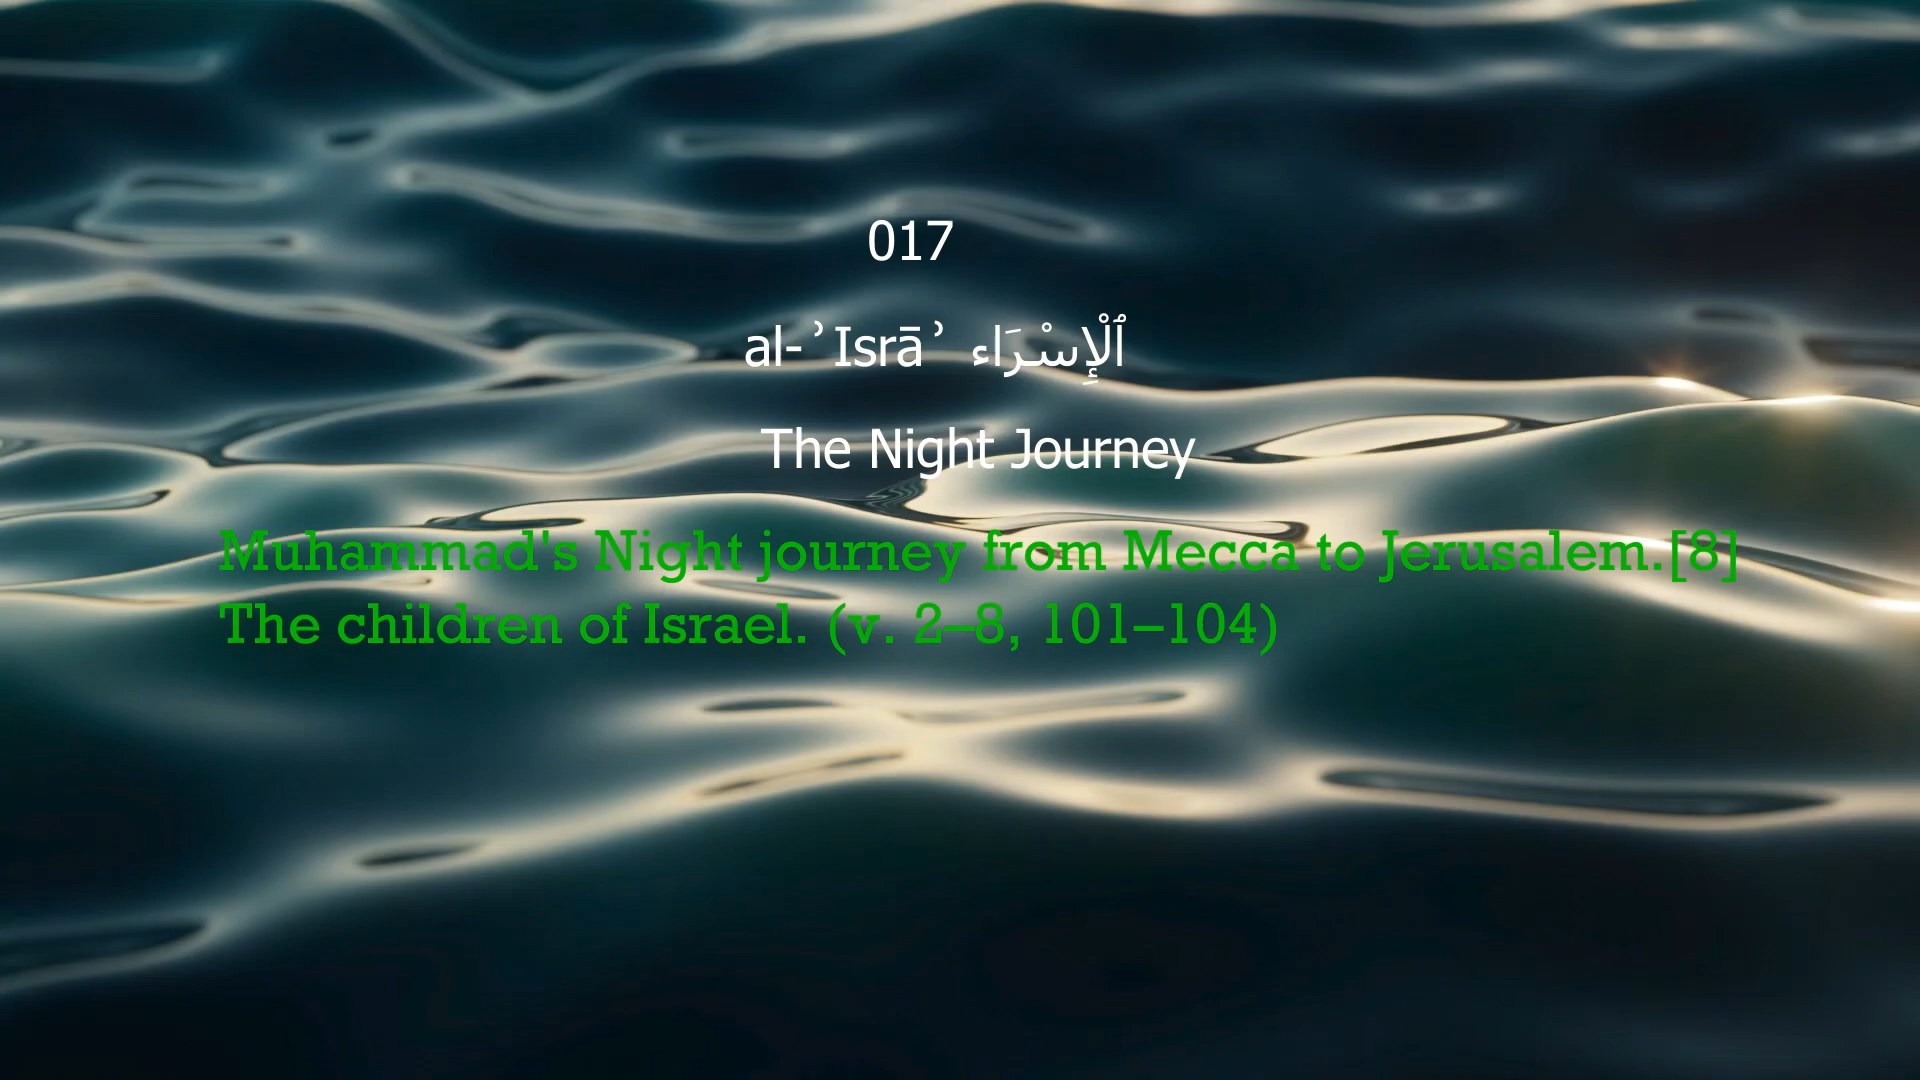 017
al-ʾIsrāʾ ٱلْإِسْـرَاء
The Night Journey
Muhammad's Night journey from Mecca to Jerusalem.[8]
The children of Israel. (v. 2–8, 101–104)